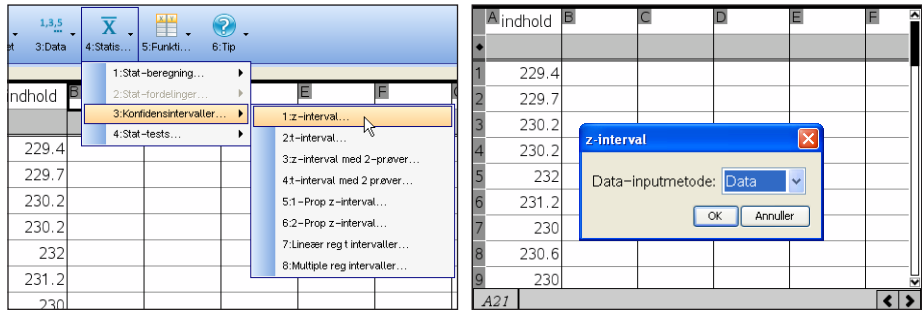 1,3,5
et 3:Data 4:Statis... 5:Funkti... 6:Tip
1:Stat-beregning...
2:Stat-fordelinger...
3:Konfidensintervaller...
4:Stat-tests...
1:z-interval...
2:t-interval...
3:z-interval med 2-prøver...
4:t-interval med 2 prøver...
5:1-Prop z-interval...
6:2-Prop z-interval...
7:Lineær reg t intervaller...
8:Multiple reg intervaller...
indhold B E F
229.4
229.7
230.2
230.2
232
231.2
230
A indhold B C D E F
1 229.4
2 229.7
3 230.2
4 230.2
5 232
6 231.2
7 230
8 230.6
9 230
A21
z-interval
Data-inputmetode: Data
OK Annuller